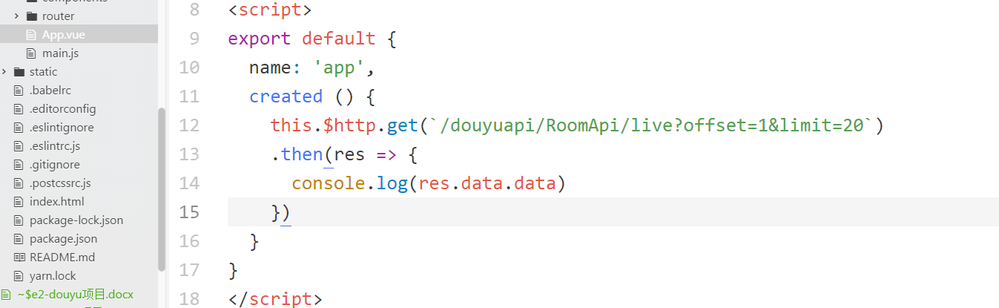 components
router
App.vue
main.js
static
.babelrc
.editorconfig
.eslintignore
.eslintrc.js
.gitignore
.postcssrc.js
index.html
package-lock.json
package.json
README.md
yarn.lock
~$e2-douyu项目.docx
8 <script>
9 export default {
10 name: 'app',
11 created () {
12 this.$http.get(`/douyuapi/RoomApi/live?offset=1&limit=20`)
13 .then(res => {
14 console.log(res.data.data)
15 })
16 }
17 }
18 </script>